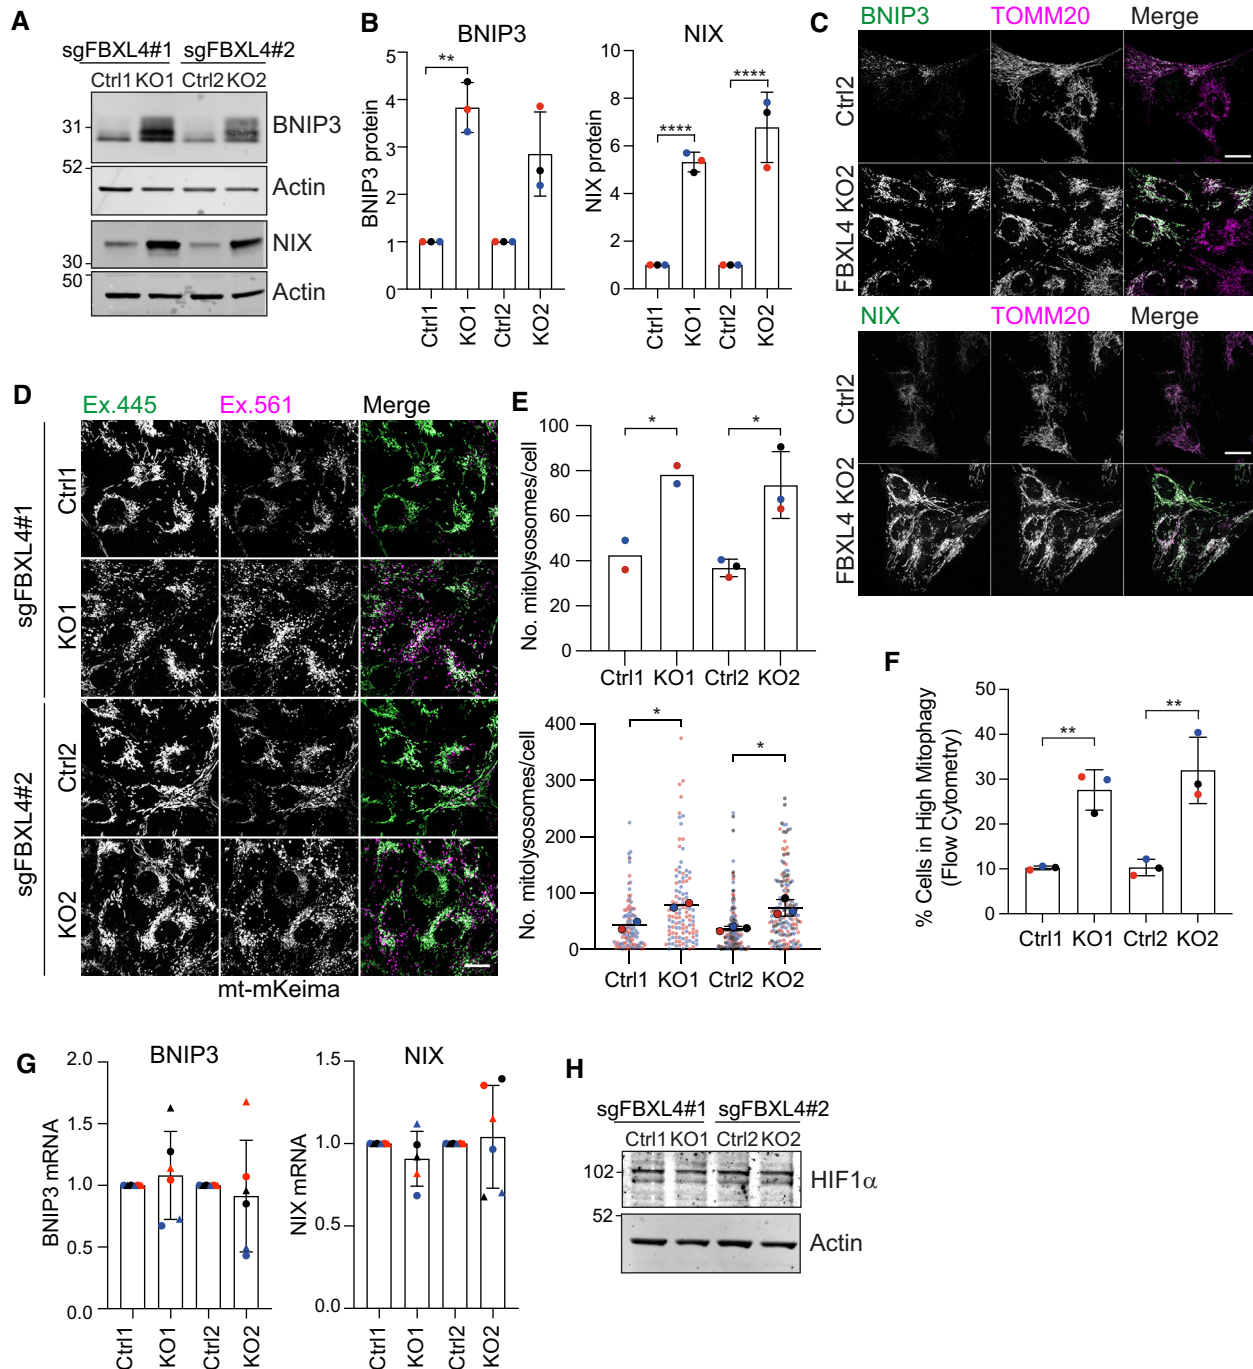 A
sgFBXL4#1 sgFBXL4#2
Ctrl1 KO1 Ctrl2 KO2
31
BNIP3
52
Actin
NIX
30
50
Actin
B
BNIP3
BNIP3 protein
5
4
3
2
1
0
**
Ctrl1
KO1
Ctrl2
KO2
NIX
NIX protein
10
8
6
4
2
0
****
****
Ctrl1
KO1
Ctrl2
KO2
C
BNIP3 TOMM20 Merge
Ctrl2
FBXL4 KO2
NIX TOMM20 Merge
Ctrl2
FBXL4 KO2
D
Ex.445 Ex.561 Merge
sgFBXL4#1
Ctrl1
KO1
sgFBXL4#2
Ctrl2
KO2
mt-mKeima
E
No. mitolysosomes/cell
100
80
60
40
20
0
*
*
Ctrl1 KO1 Ctrl2 KO2
No. mitolysosomes/cell
400
300
200
100
0
*
*
Ctrl1 KO1 Ctrl2 KO2
F
% Cells in High Mitophagy
(Flow Cytometry)
50
40
30
20
10
0
**
**
Ctrl1 KO1 Ctrl2 KO2
G
BNIP3
BNIP3 mRNA
2.0
1.5
1.0
0.5
0.0
Ctrl1
KO1
Ctrl2
KO2
NIX
NIX mRNA
1.5
1.0
0.5
0.0
Ctrl1
KO1
Ctrl2
KO2
H
sgFBXL4#1 sgFBXL4#2
Ctrl1 KO1 Ctrl2 KO2
102
HIF1α
52
Actin